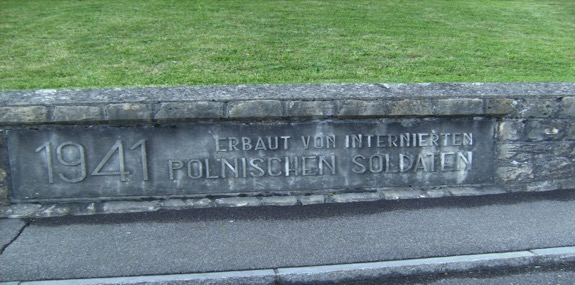 1941
ERBAUT VON INTERNIERTEN
POLNISCHEN SOLDATEN